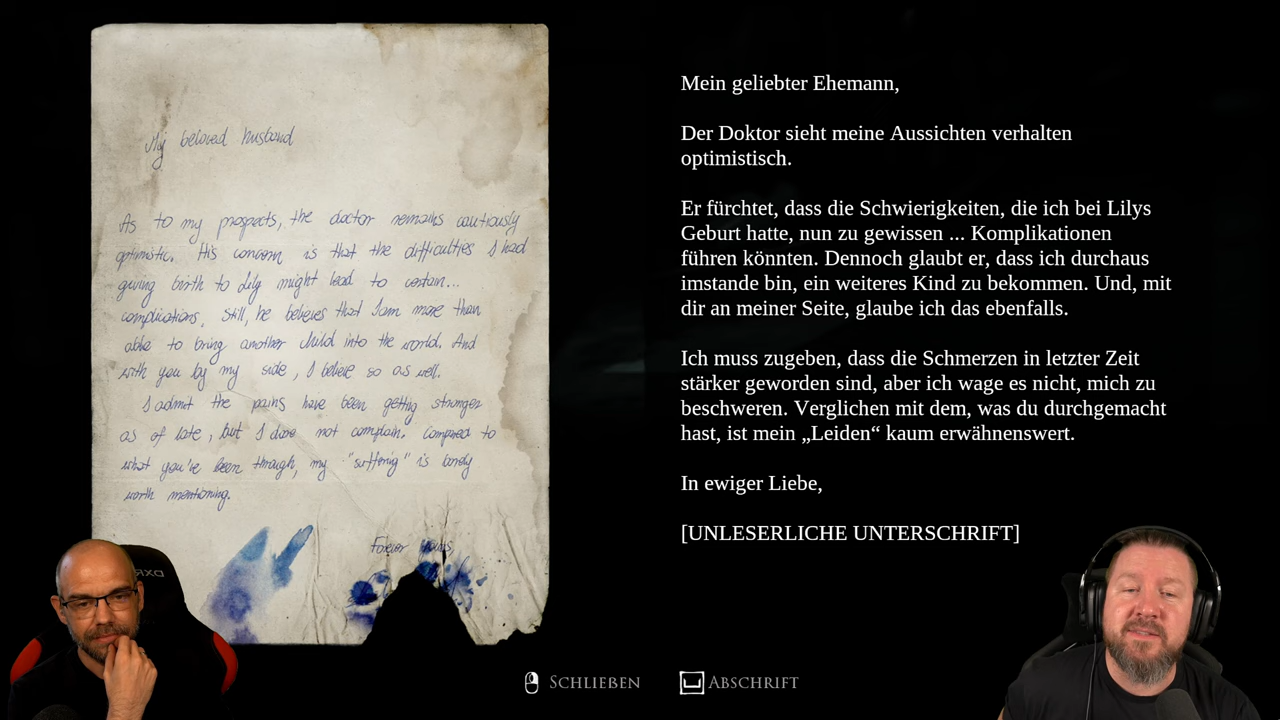 My beloved husband
As to my prospects, the doctor remains cautiously
optimistic. His concern is that the difficulties I had
giving birth to Lily might lead to certain...
complications. Still, he believes that I am more than
able to bring another child into the world. And
with you by my side, I believe so as well.
I admit the pains have been getting stronger
as of late, but I dare not complain. Compared to
what you've been through, my "suffering" is barely
worth mentioning.
Forever yours,
Mein geliebter Ehemann,
Der Doktor sieht meine Aussichten verhalten
optimistisch.
Er fürchtet, dass die Schwierigkeiten, die ich bei Lilys
Geburt hatte, nun zu gewissen ... Komplikationen
führen könnten. Dennoch glaubt er, dass ich durchaus
imstande bin, ein weiteres Kind zu bekommen. Und, mit
dir an meiner Seite, glaube ich das ebenfalls.
Ich muss zugeben, dass die Schmerzen in letzter Zeit
stärker geworden sind, aber ich wage es nicht, mich zu
beschweren. Verglichen mit dem, was du durchgemacht
hast, ist mein „Leiden“ kaum erwähnenswert.
In ewiger Liebe,
[UNLESERLICHE UNTERSCHRIFT]
DXR
Schließen
Abschrift